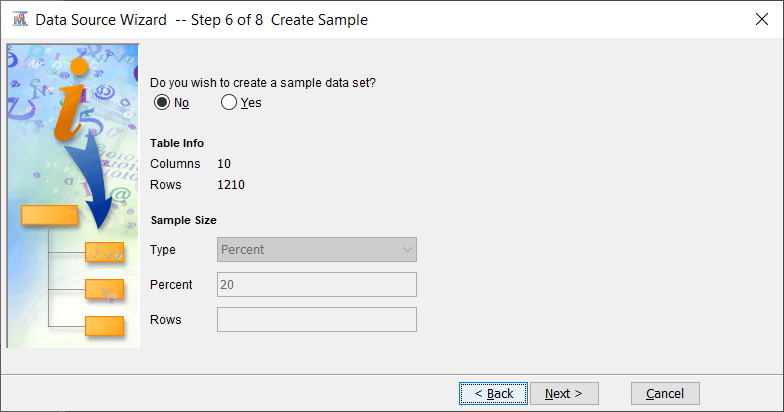 Data Source Wizard -- Step 6 of 8 Create Sample
Do you wish to create a sample data set?
No Yes
Table Info
Columns 10
Rows 1210
Sample Size
Type Percent
Percent 20
Rows
< Back Next > Cancel